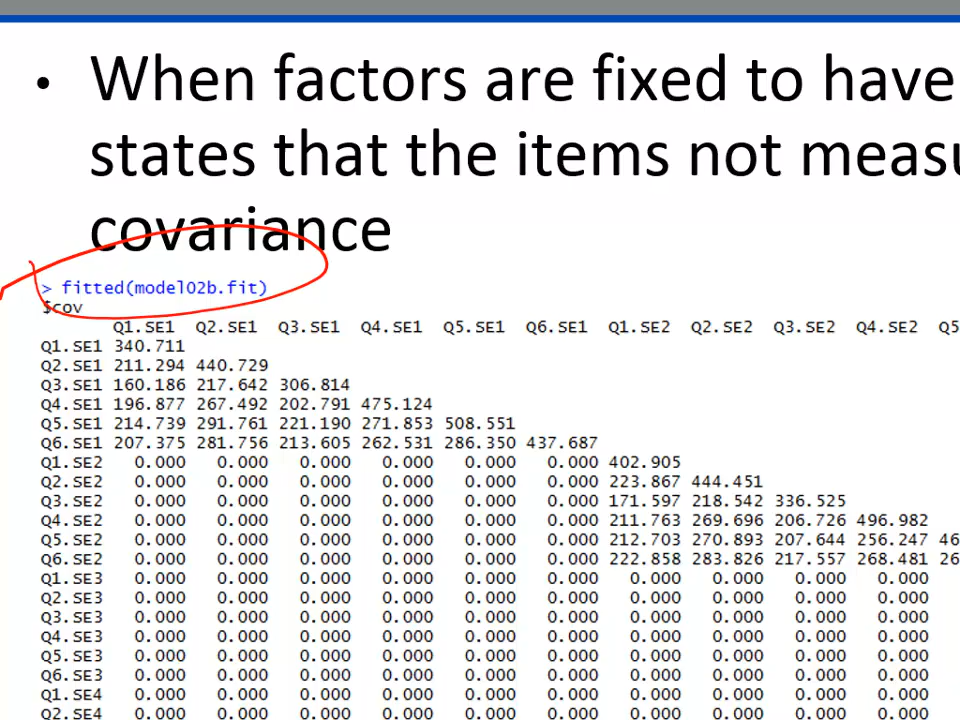 • When factors are fixed to have
states that the items not measu
covariance
> fitted(model02b.fit)
$cov
Q1.SE1 Q2.SE1 Q3.SE1 Q4.SE1 Q5.SE1 Q6.SE1 Q1.SE2 Q2.SE2 Q3.SE2 Q4.SE2 Q5
Q1.SE1 340.711
Q2.SE1 211.294 440.729
Q3.SE1 160.186 217.642 306.814
Q4.SE1 196.877 267.492 202.791 475.124
Q5.SE1 214.739 291.761 221.190 271.853 508.551
Q6.SE1 207.375 281.756 213.605 262.531 286.350 437.687
Q1.SE2 0.000 0.000 0.000 0.000 0.000 0.000 402.905
Q2.SE2 0.000 0.000 0.000 0.000 0.000 0.000 223.867 444.451
Q3.SE2 0.000 0.000 0.000 0.000 0.000 0.000 171.597 218.542 336.525
Q4.SE2 0.000 0.000 0.000 0.000 0.000 0.000 211.763 269.696 206.726 496.982
Q5.SE2 0.000 0.000 0.000 0.000 0.000 0.000 212.703 270.893 207.644 256.247 46
Q6.SE2 0.000 0.000 0.000 0.000 0.000 0.000 222.858 283.826 217.557 268.481 26
Q1.SE3 0.000 0.000 0.000 0.000 0.000 0.000 0.000 0.000 0.000 0.000
Q2.SE3 0.000 0.000 0.000 0.000 0.000 0.000 0.000 0.000 0.000 0.000
Q3.SE3 0.000 0.000 0.000 0.000 0.000 0.000 0.000 0.000 0.000 0.000
Q4.SE3 0.000 0.000 0.000 0.000 0.000 0.000 0.000 0.000 0.000 0.000
Q5.SE3 0.000 0.000 0.000 0.000 0.000 0.000 0.000 0.000 0.000 0.000
Q6.SE3 0.000 0.000 0.000 0.000 0.000 0.000 0.000 0.000 0.000 0.000
Q1.SE4 0.000 0.000 0.000 0.000 0.000 0.000 0.000 0.000 0.000 0.000
Q2.SE4 0.000 0.000 0.000 0.000 0.000 0.000 0.000 0.000 0.000 0.000